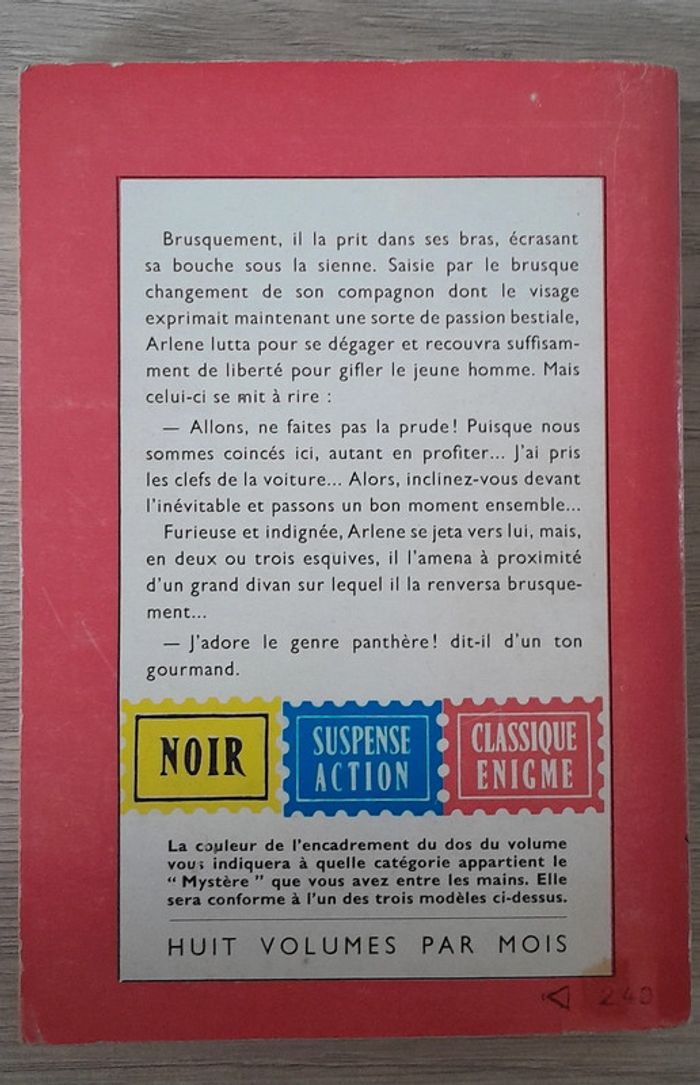 Brusquement, il la prit dans ses bras, écrasant
sa bouche sous la sienne. Saisie par le brusque
changement de son compagnon dont le visage
exprimait maintenant une sorte de passion bestiale,
Arlene lutta pour se dégager et recouvra suffisam-
ment de liberté pour gifler le jeune homme. Mais
celui-ci se mit à rire :
— Allons, ne faites pas la prude! Puisque nous
sommes coincés ici, autant en profiter... J'ai pris
les clefs de la voiture... Alors, inclinez-vous devant
l'inévitable et passons un bon moment ensemble...
Furieuse et indignée, Arlene se jeta vers lui, mais,
en deux ou trois esquives, il l'amena à proximité
d'un grand divan sur lequel il la renversa brusque-
ment...
— J'adore le genre panthère! dit-il d'un ton
gourmand.
NOIR
SUSPENSE
ACTION
CLASSIQUE
ENIGME
La couleur de l'encadrement du dos du volume
vous indiquera à quelle catégorie appartient le
“ Mystère ” que vous avez entre les mains. Elle
sera conforme à l'un des trois modèles ci-dessus.
HUIT VOLUMES PAR MOIS
240